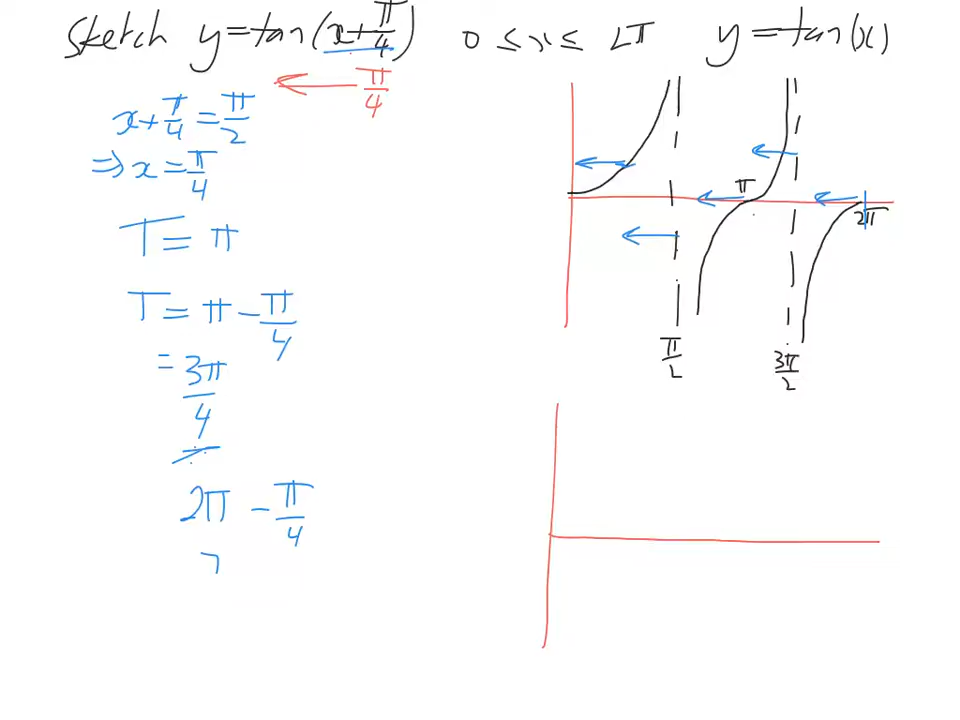 Sketch y=tan(x+π/4) 0 ≤ x ≤ 2π y=tan(x)
π/4
x+π/4=π/2
⇒x=π/4
T=π
T=π-π/4
=3π/4
2π-π/4
7
π
2π
π/2
3π/2